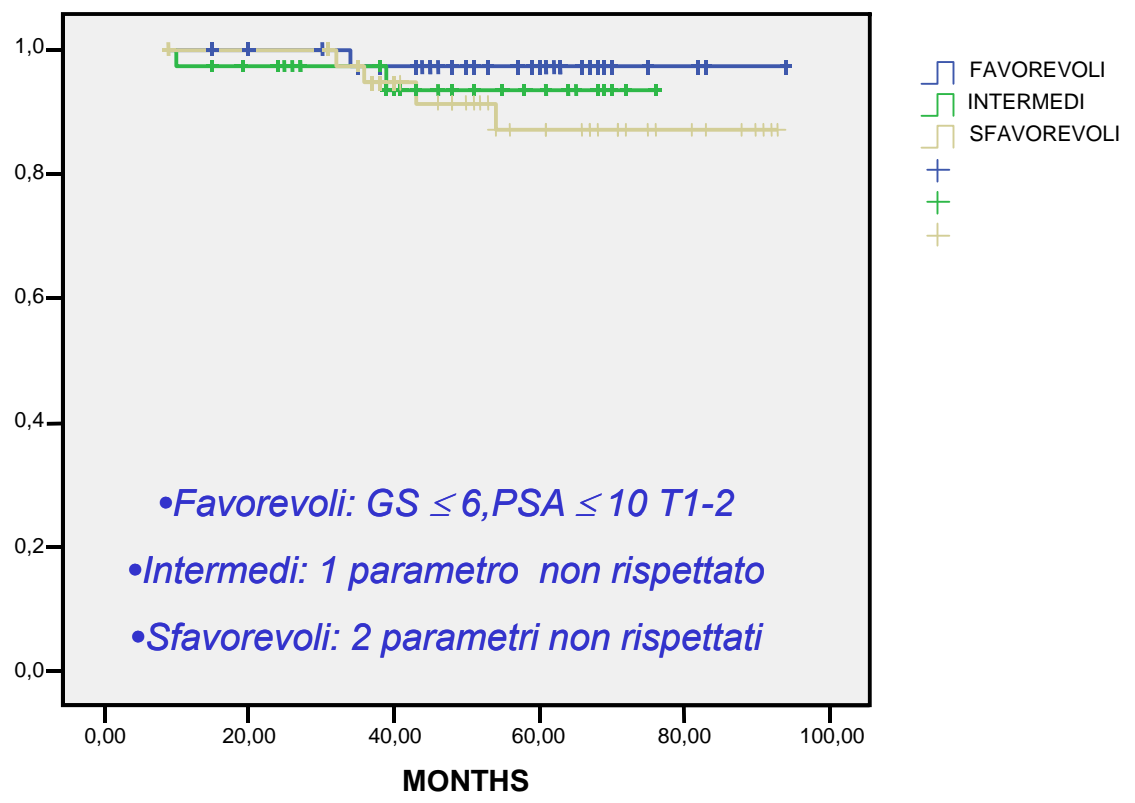 1,0
0,8
0,6
0,4
0,2
0,0
FAVOREVOLI
INTERMEDI
SFAVOREVOLI
•Favorevoli: GS ≤ 6,PSA ≤ 10 T1-2
•Intermedi: 1 parametro non rispettato
•Sfavorevoli: 2 parametri non rispettati
0,00 20,00 40,00 60,00 80,00 100,00
MONTHS